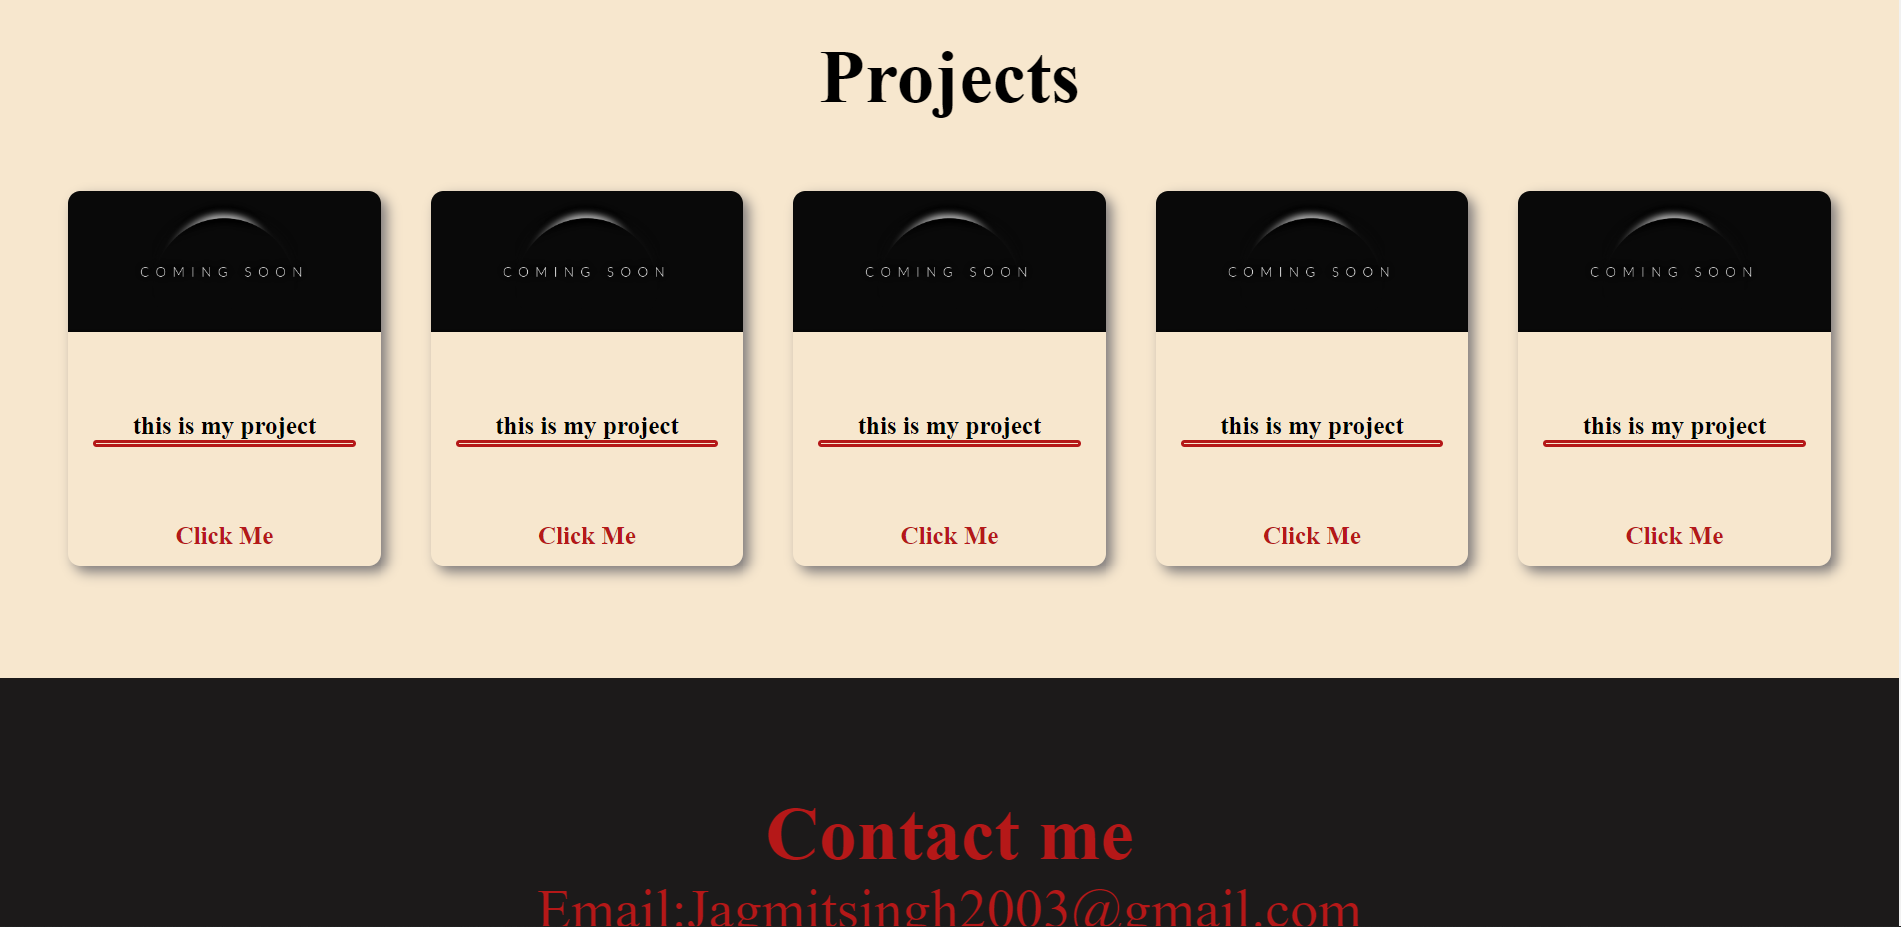 Projects
COMING SOON COMING SOON COMING SOON COMING SOON COMING SOON
this is my project this is my project this is my project this is my project this is my project
Click Me Click Me Click Me Click Me Click Me
Contact me
Email:Jagmitsingh2003@gmail.com